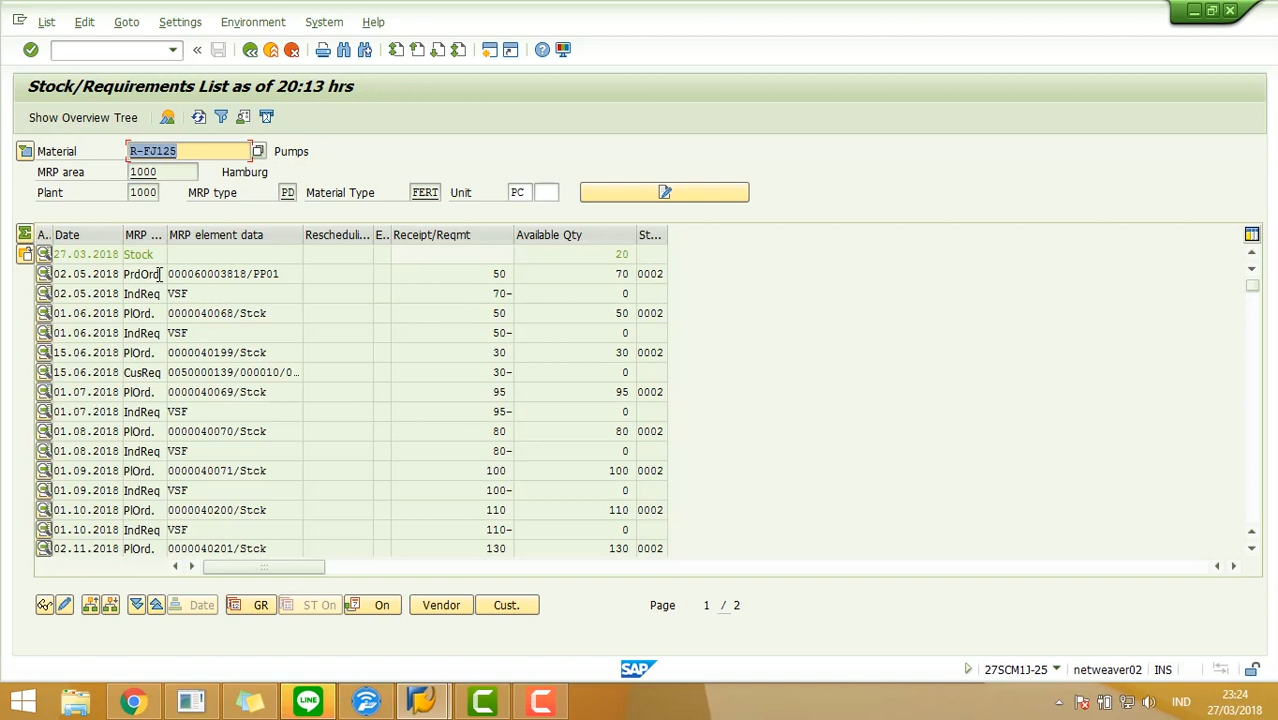 List Edit Goto Settings Environment System Help
Stock/Requirements List as of 20:13 hrs
Show Overview Tree
Material R-FJ125 Pumps
MRP area 1000 Hamburg
Plant 1000 MRP type PD Material Type FERT Unit PC
A.. Date MRP ... MRP element data Rescheduli... E.. Receipt/Reqmt Available Qty St...
27.03.2018 Stock 20
02.05.2018 PrdOrd 000060003818/PP01 50 70 0002
02.05.2018 IndReq VSF 70- 0
01.06.2018 PlOrd. 0000040068/Stck 50 50 0002
01.06.2018 IndReq VSF 50- 0
15.06.2018 PlOrd. 0000040199/Stck 30 30 0002
15.06.2018 CusReq 0050000139/000010/0... 30- 0
01.07.2018 PlOrd. 0000040069/Stck 95 95 0002
01.07.2018 IndReq VSF 95- 0
01.08.2018 PlOrd. 0000040070/Stck 80 80 0002
01.08.2018 IndReq VSF 80- 0
01.09.2018 PlOrd. 0000040071/Stck 100 100 0002
01.09.2018 IndReq VSF 100- 0
01.10.2018 PlOrd. 0000040200/Stck 110 110 0002
01.10.2018 IndReq VSF 110- 0
02.11.2018 PlOrd. 0000040201/Stck 130 130 0002
Date GR ST On On Vendor Cust. Page 1 / 2
SAP 27SCM1J-25 netweaver02 INS
LINE IND 23:24
27/03/2018